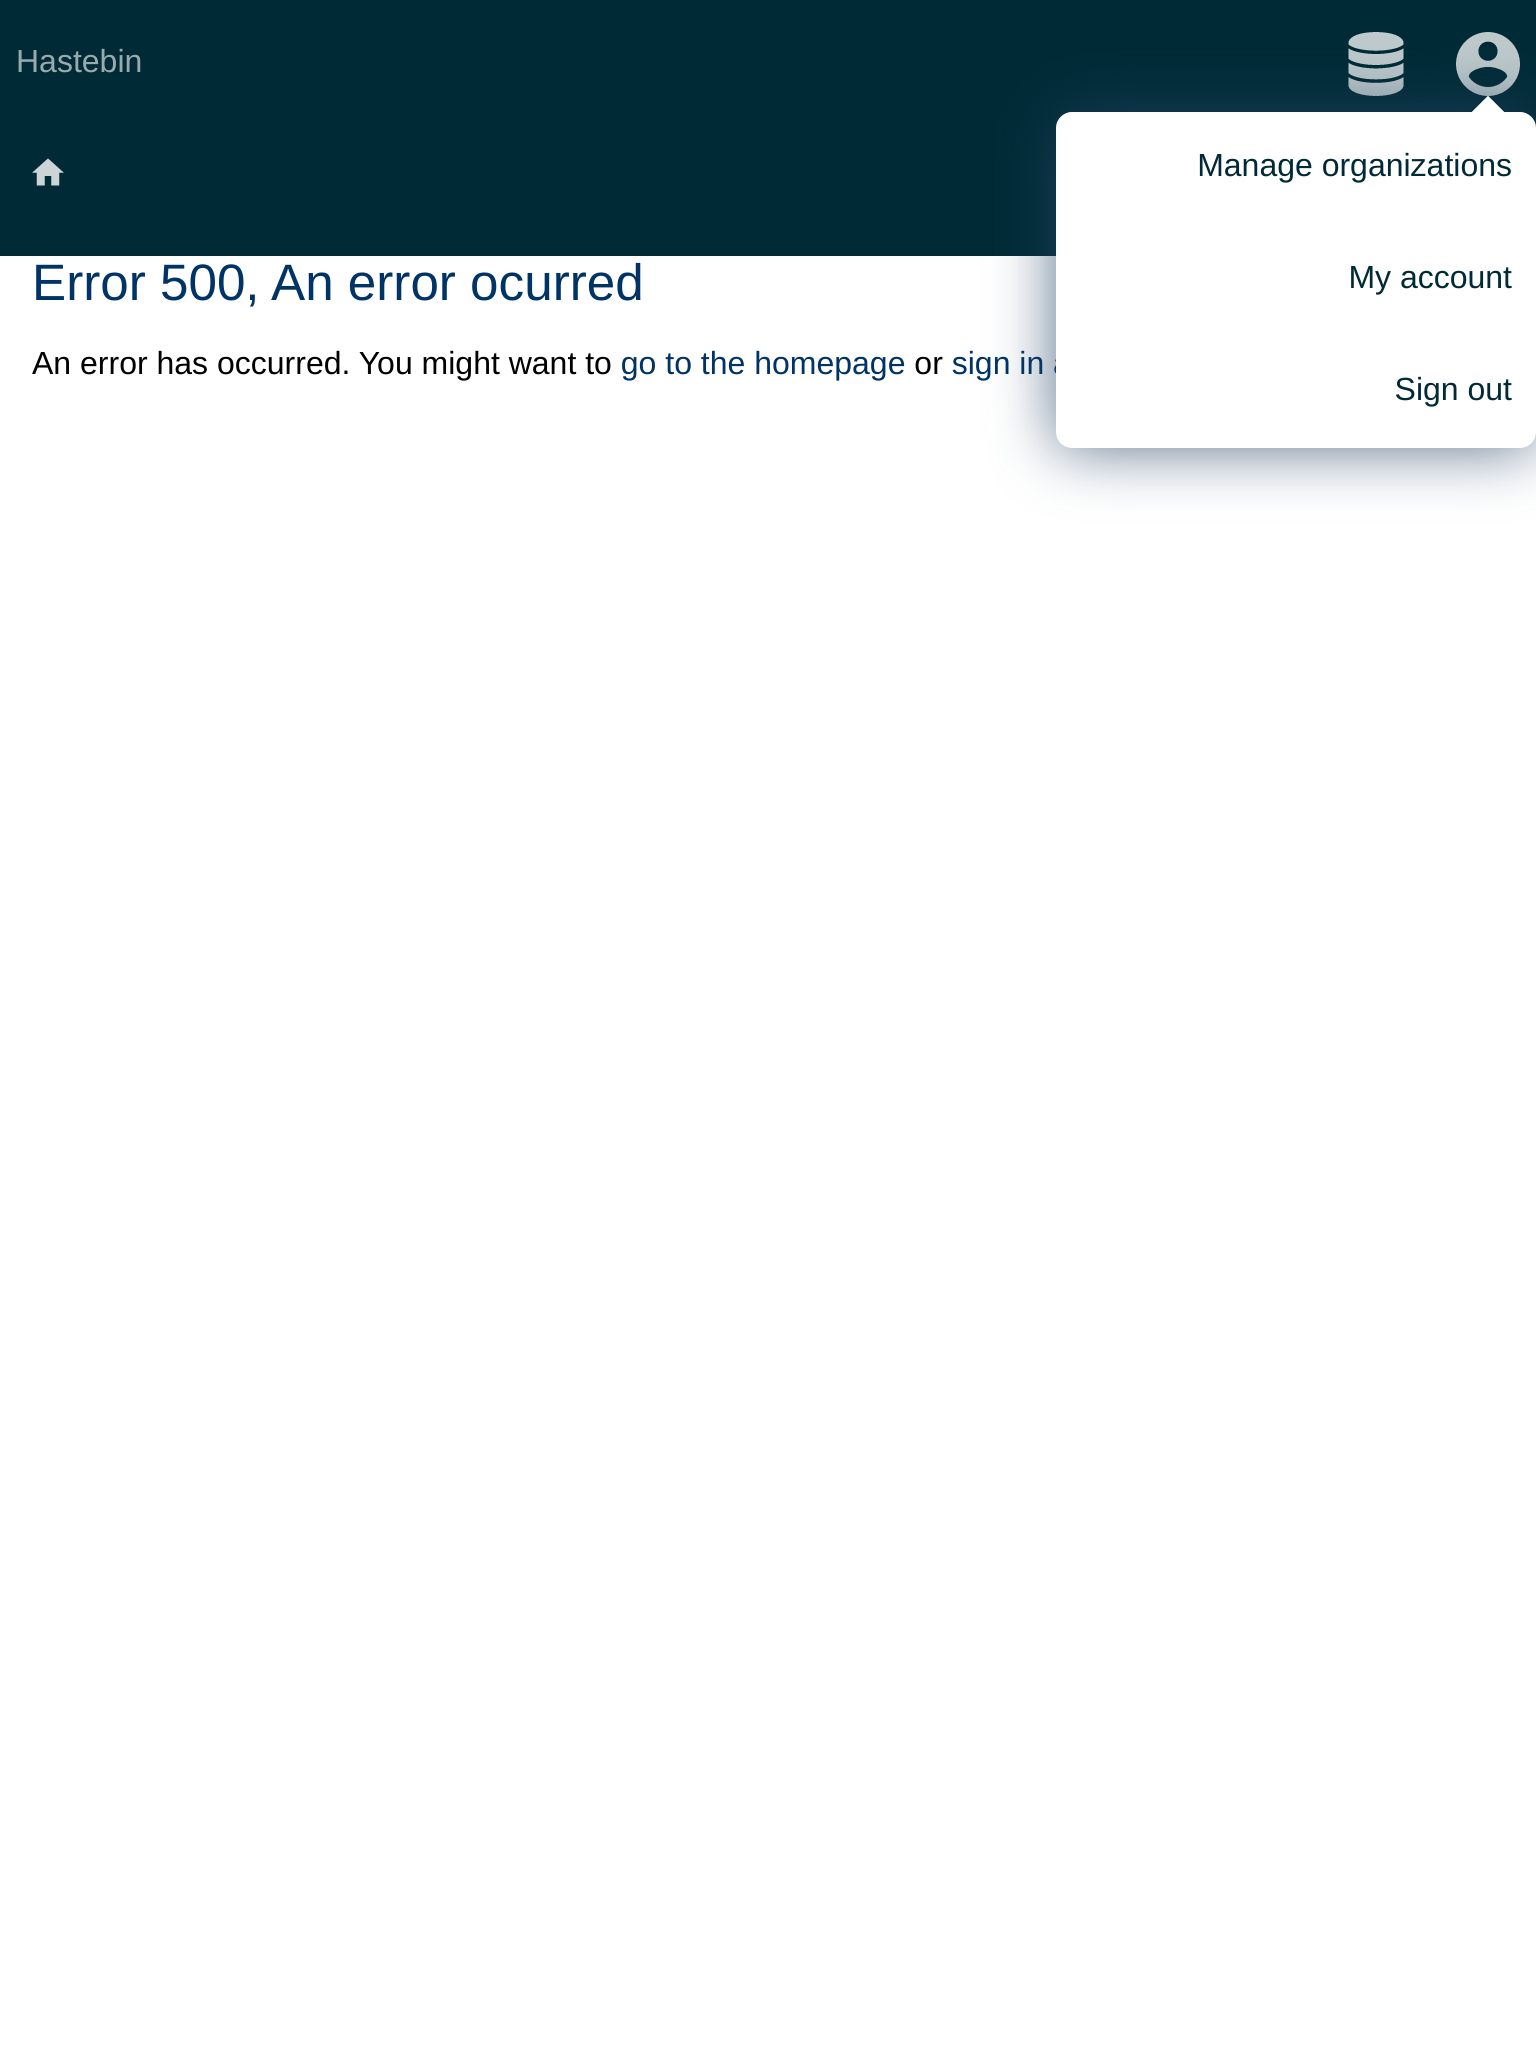 Hastebin
Manage organizations
My account
Sign out
Error 500, An error ocurred
An error has occurred. You might want to go to the homepage or sign in